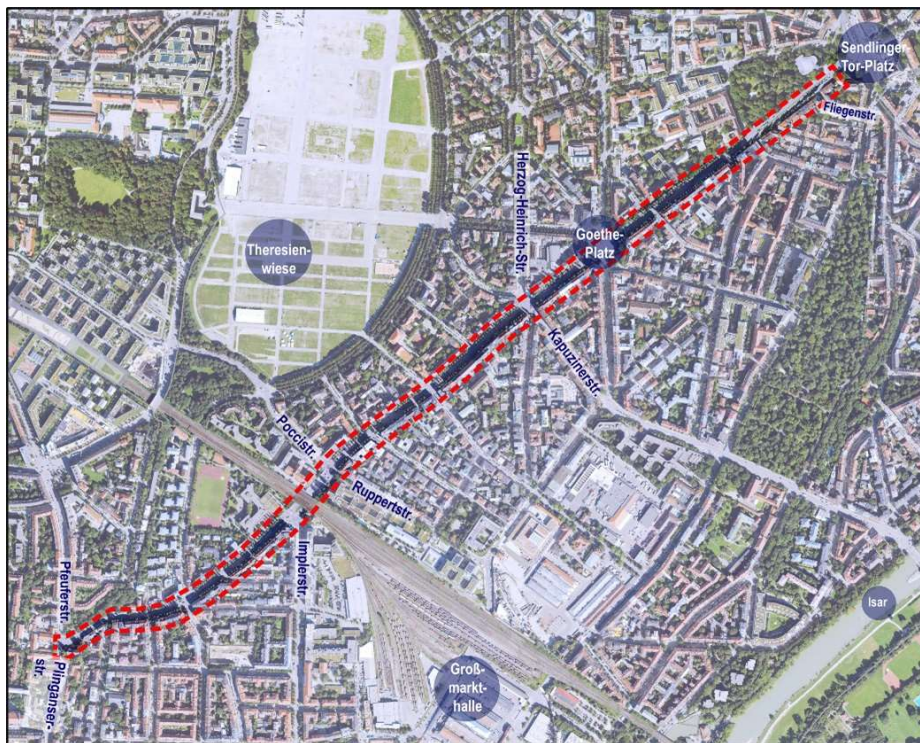 Sendlinger-
Tor-Platz
Fliegenstr.
Herzog-Heinrich-Str.
Goethe-
Platz
Theresien-
wiese
Kapuzinerstr.
Poccistr.
Ruppertstr.
Implerstr.
Pfeuferstr.
Plinganser-
str.
Isar
Groß-
markt-
halle